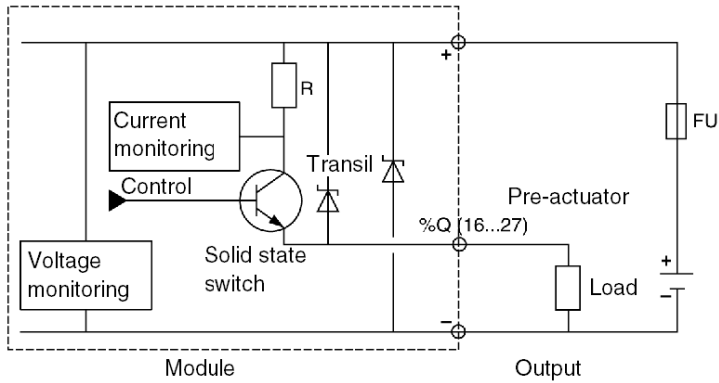 +
R
FU
Current
monitoring
Transil
Control
Pre-actuator
%Q (16...27)
Solid state
switch
Voltage
monitoring
+
−
Load
−
Module
Output